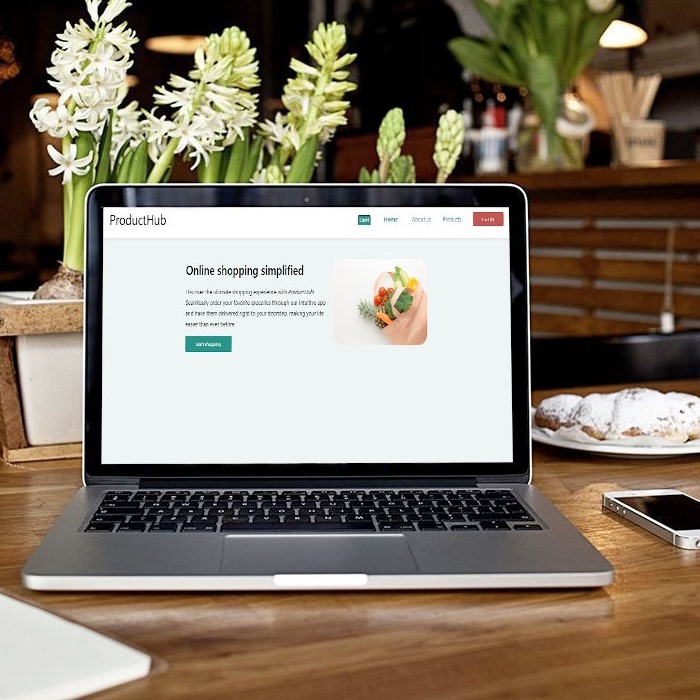 ProductHub
Light Home About us Products Cart (0)
Online shopping simplified
Discover the ultimate shopping experience with ProductHub!
Seamlessly order your favorite groceries through our intuitive app
and have them delivered right to your doorstep, making your life
easier than ever before
Start shopping